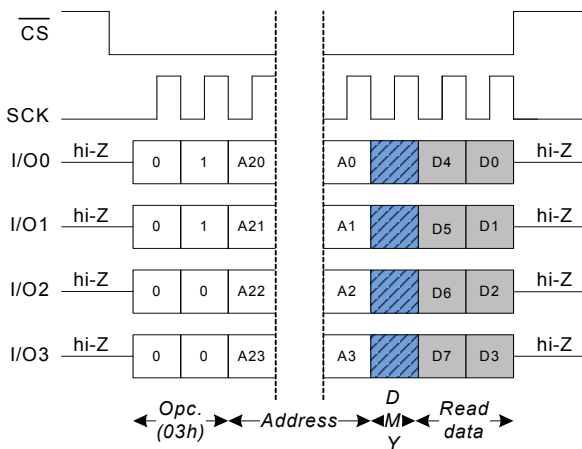 CS
SCK
I/O0 hi-Z 0 1 A20 A0 D4 D0 hi-Z
I/O1 hi-Z 0 1 A21 A1 D5 D1 hi-Z
I/O2 hi-Z 0 0 A22 A2 D6 D2 hi-Z
I/O3 hi-Z 0 0 A23 A3 D7 D3 hi-Z
Opc. Address D M Y Read
(03h) data